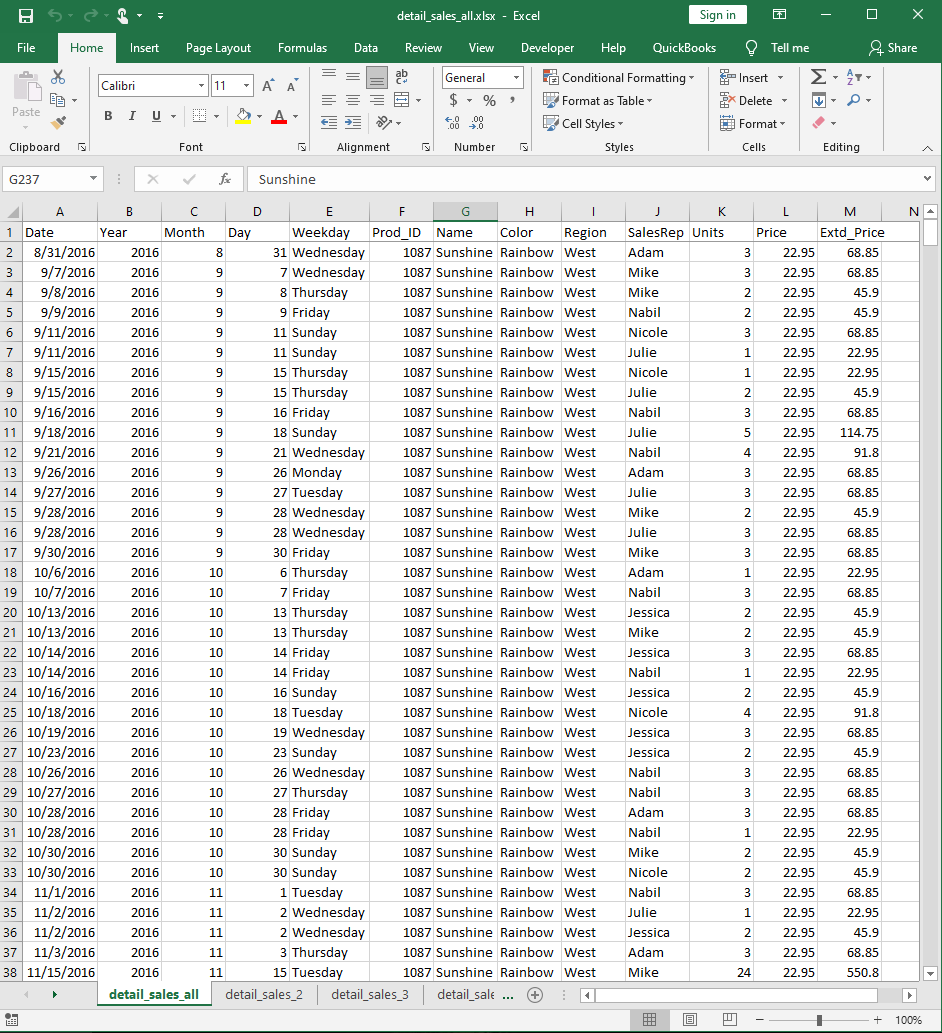 detail_sales_all.xlsx - Excel Sign in
File Home Insert Page Layout Formulas Data Review View Developer Help QuickBooks Tell me Share
Paste
Calibri 11
B I U
General
$ % ,
Conditional Formatting
Format as Table
Cell Styles
Insert
Delete
Format
Clipboard Font Alignment Number Styles Cells Editing
G237 fx Sunshine
A B C D E F G H I J K L M N
1 Date Year Month Day Weekday Prod_ID Name Color Region SalesRep Units Price Extd_Price
2 8/31/2016 2016 8 31 Wednesday 1087 Sunshine Rainbow West Adam 3 22.95 68.85
3 9/7/2016 2016 9 7 Wednesday 1087 Sunshine Rainbow West Mike 3 22.95 68.85
4 9/8/2016 2016 9 8 Thursday 1087 Sunshine Rainbow West Mike 2 22.95 45.9
5 9/9/2016 2016 9 9 Friday 1087 Sunshine Rainbow West Nabil 2 22.95 45.9
6 9/11/2016 2016 9 11 Sunday 1087 Sunshine Rainbow West Nicole 3 22.95 68.85
7 9/11/2016 2016 9 11 Sunday 1087 Sunshine Rainbow West Julie 1 22.95 22.95
8 9/15/2016 2016 9 15 Thursday 1087 Sunshine Rainbow West Nicole 1 22.95 22.95
9 9/15/2016 2016 9 15 Thursday 1087 Sunshine Rainbow West Julie 2 22.95 45.9
10 9/16/2016 2016 9 16 Friday 1087 Sunshine Rainbow West Nabil 3 22.95 68.85
11 9/18/2016 2016 9 18 Sunday 1087 Sunshine Rainbow West Julie 5 22.95 114.75
12 9/21/2016 2016 9 21 Wednesday 1087 Sunshine Rainbow West Nabil 4 22.95 91.8
13 9/26/2016 2016 9 26 Monday 1087 Sunshine Rainbow West Adam 3 22.95 68.85
14 9/27/2016 2016 9 27 Tuesday 1087 Sunshine Rainbow West Julie 3 22.95 68.85
15 9/28/2016 2016 9 28 Wednesday 1087 Sunshine Rainbow West Mike 2 22.95 45.9
16 9/28/2016 2016 9 28 Wednesday 1087 Sunshine Rainbow West Julie 3 22.95 68.85
17 9/30/2016 2016 9 30 Friday 1087 Sunshine Rainbow West Mike 3 22.95 68.85
18 10/6/2016 2016 10 6 Thursday 1087 Sunshine Rainbow West Adam 1 22.95 22.95
19 10/7/2016 2016 10 7 Friday 1087 Sunshine Rainbow West Nabil 3 22.95 68.85
20 10/13/2016 2016 10 13 Thursday 1087 Sunshine Rainbow West Jessica 2 22.95 45.9
21 10/13/2016 2016 10 13 Thursday 1087 Sunshine Rainbow West Mike 2 22.95 45.9
22 10/14/2016 2016 10 14 Friday 1087 Sunshine Rainbow West Jessica 3 22.95 68.85
23 10/14/2016 2016 10 14 Friday 1087 Sunshine Rainbow West Nabil 1 22.95 22.95
24 10/16/2016 2016 10 16 Sunday 1087 Sunshine Rainbow West Jessica 2 22.95 45.9
25 10/18/2016 2016 10 18 Tuesday 1087 Sunshine Rainbow West Nicole 4 22.95 91.8
26 10/19/2016 2016 10 19 Wednesday 1087 Sunshine Rainbow West Jessica 3 22.95 68.85
27 10/23/2016 2016 10 23 Sunday 1087 Sunshine Rainbow West Jessica 2 22.95 45.9
28 10/26/2016 2016 10 26 Wednesday 1087 Sunshine Rainbow West Nabil 3 22.95 68.85
29 10/27/2016 2016 10 27 Thursday 1087 Sunshine Rainbow West Nabil 3 22.95 68.85
30 10/28/2016 2016 10 28 Friday 1087 Sunshine Rainbow West Adam 3 22.95 68.85
31 10/28/2016 2016 10 28 Friday 1087 Sunshine Rainbow West Nabil 1 22.95 22.95
32 10/30/2016 2016 10 30 Sunday 1087 Sunshine Rainbow West Mike 2 22.95 45.9
33 10/30/2016 2016 10 30 Sunday 1087 Sunshine Rainbow West Nicole 2 22.95 45.9
34 11/1/2016 2016 11 1 Tuesday 1087 Sunshine Rainbow West Nabil 3 22.95 68.85
35 11/2/2016 2016 11 2 Wednesday 1087 Sunshine Rainbow West Julie 1 22.95 22.95
36 11/2/2016 2016 11 2 Wednesday 1087 Sunshine Rainbow West Jessica 2 22.95 45.9
37 11/3/2016 2016 11 3 Thursday 1087 Sunshine Rainbow West Adam 3 22.95 68.85
38 11/15/2016 2016 11 15 Tuesday 1087 Sunshine Rainbow West Mike 24 22.95 550.8
detail_sales_all detail_sales_2 detail_sales_3 detail_sale ...
100%